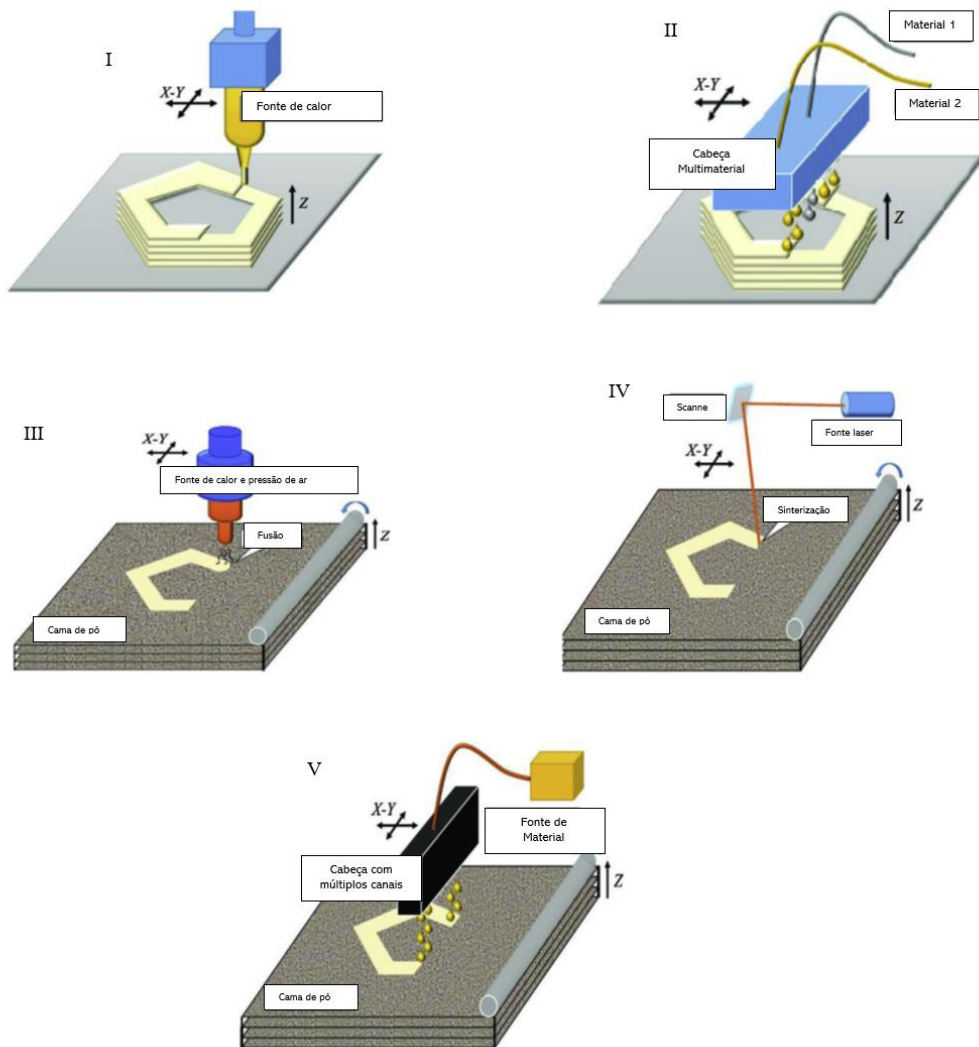 I
X-Y
Fonte de calor
Z
II
Material 1
X-Y
Material 2
Cabeça
Multimaterial
Z
III
X-Y
Fonte de calor e pressão de ar
Fusão
Z
Cama de pó
IV
Scanne
Fonte laser
X-Y
Z
Sinterização
Cama de pó
V
X-Y
Fonte de
Material
Cabeça com
múltiplos canais
Z
Cama de pó